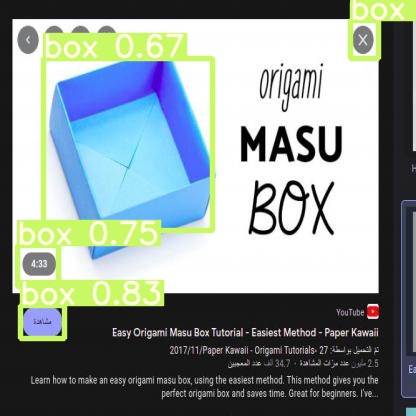 box
box 0.67
X
origami
MASU
BOX
box 0.75
4:33
box 0.83
مشاهدة
YouTube
Easy Origami Masu Box Tutorial - Easiest Method - Paper Kawaii
تم التحميل بواسطة: Paper Kawaii - Origami Tutorials، 27‏/11‏/2017
2.5 مليون عدد مرّات المشاهدة · 34.7 ألف عدد المعجبين
Learn how to make an easy origami masu box, using the easiest method. This method gives you the
perfect origami box and saves time. Great for beginners. I've...